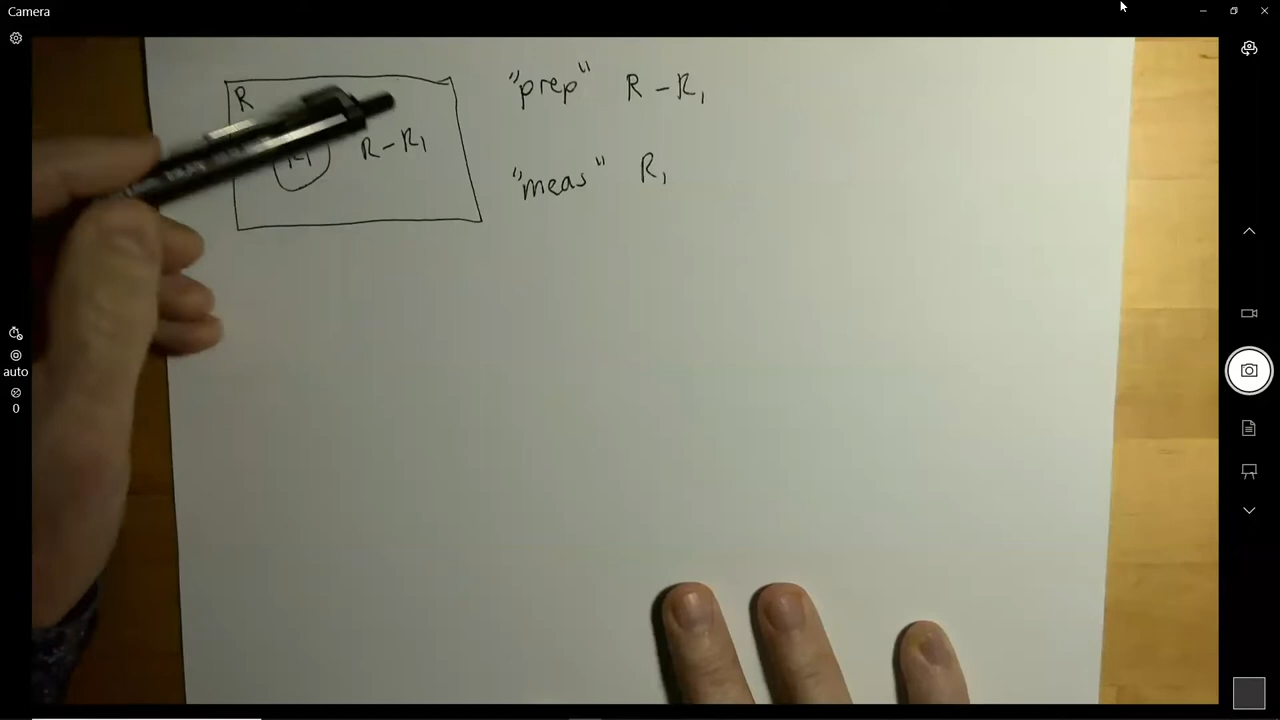 Camera
R
"prep" R - R₁
R - R₁
"meas" R₁
auto
0